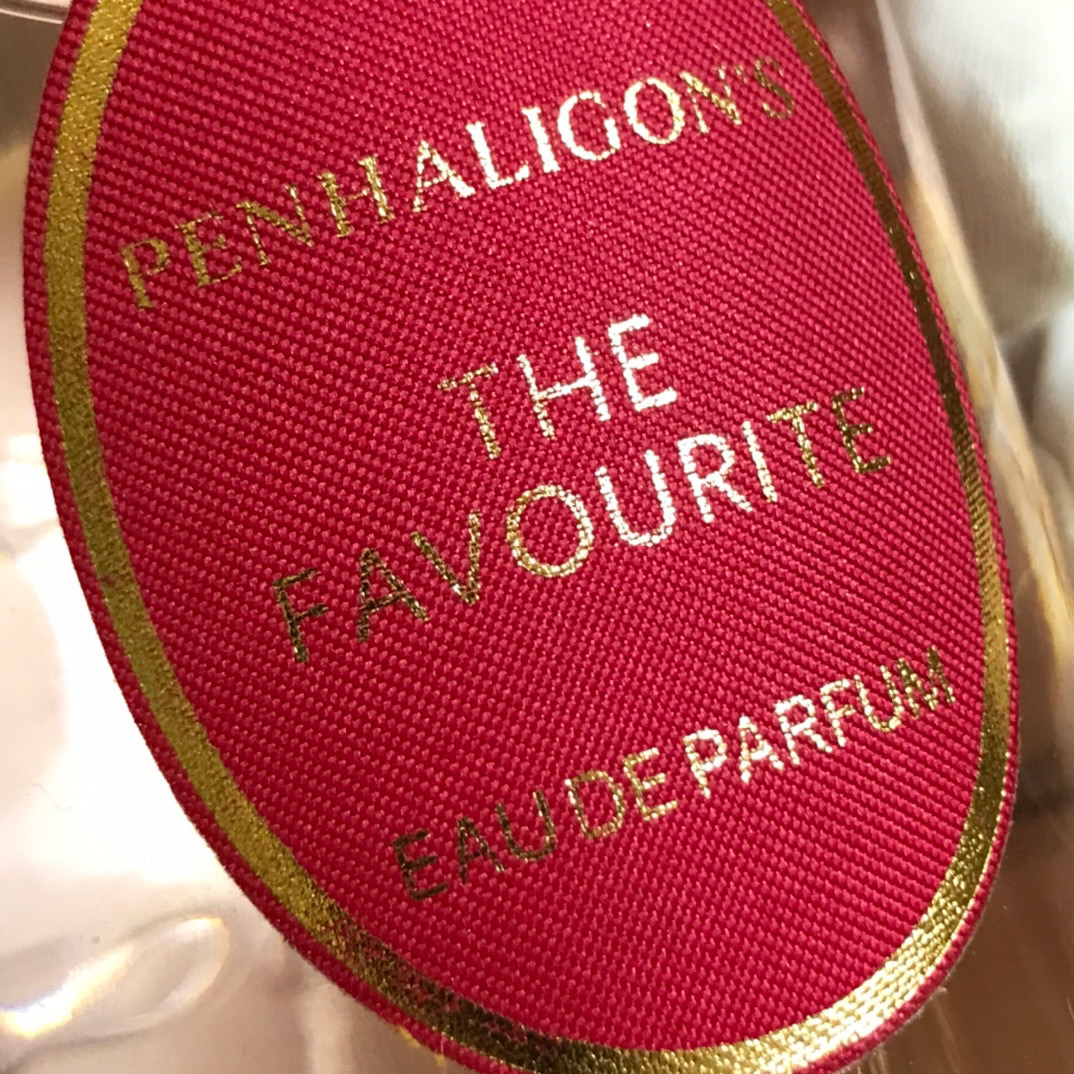 PENHALIGON'S
THE
FAVOURITE
EAU DE PARFUM